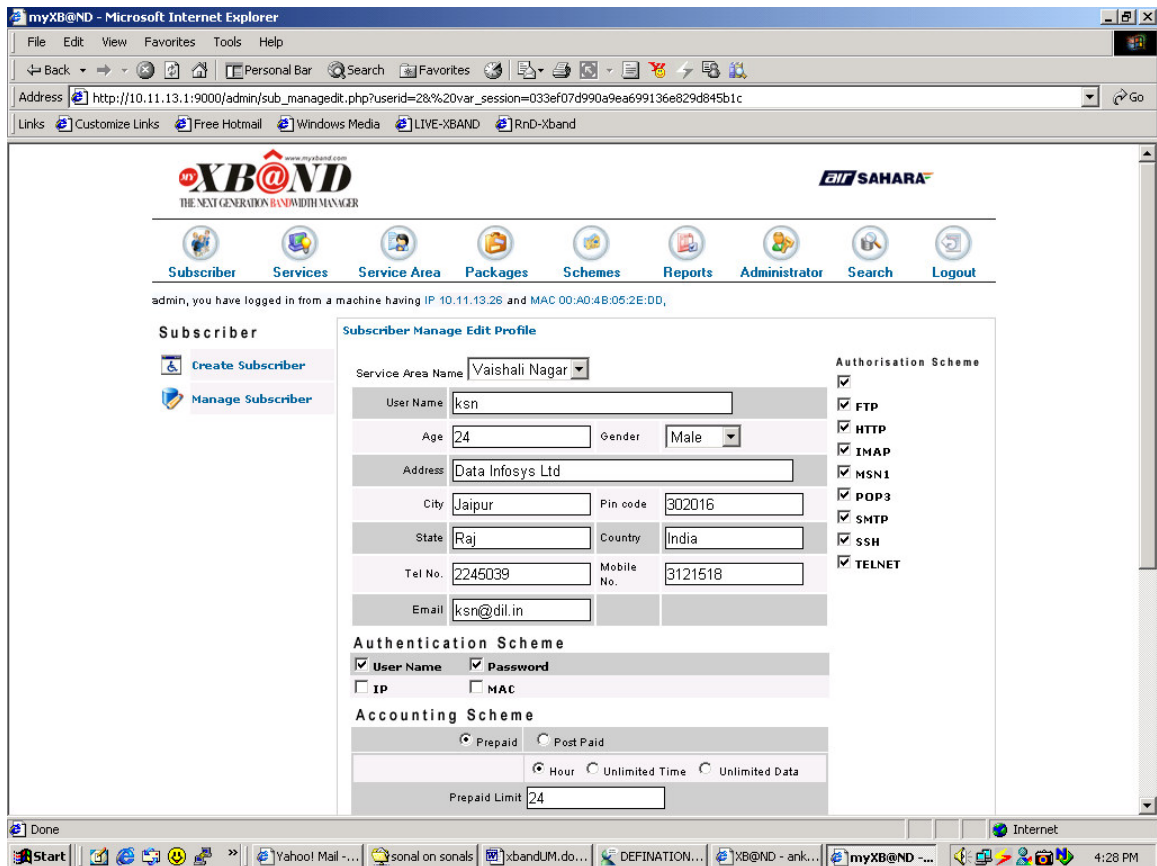 myXB@ND - Microsoft Internet Explorer
File Edit View Favorites Tools Help
Back Personal Bar Search Favorites
Address http://10.11.13.1:9000/admin/sub_managedit.php?userid=2&%20var_session=033ef07d990a9ea699136e829d845b1c Go
Links Customize Links Free Hotmail Windows Media LIVE-XBAND RnD-Xband
www.myxband.com
MY XB@ND
THE NEXT GENERATION BANDWIDTH MANAGER
air SAHARA
Subscriber Services Service Area Packages Schemes Reports Administrator Search Logout
admin, you have logged in from a machine having IP 10.11.13.26 and MAC 00:A0:4B:05:2E:DD,
Subscriber
Create Subscriber
Manage Subscriber
Subscriber Manage Edit Profile
Service Area Name Vaishali Nagar
User Name ksn
Age 24 Gender Male
Address Data Infosys Ltd
City Jaipur Pin code 302016
State Raj Country India
Tel No. 2245039 Mobile No. 3121518
Email ksn@dil.in
Authorisation Scheme
FTP
HTTP
IMAP
MSN1
POP3
SMTP
SSH
TELNET
Authentication Scheme
User Name Password
IP MAC
Accounting Scheme
Prepaid Post Paid
Hour Unlimited Time Unlimited Data
Prepaid Limit 24
Done Internet
Start » Yahoo! Mail -... sonal on sonals xbandUM.do... DEFINATION... XB@ND - ank... myXB@ND -... 4:28 PM